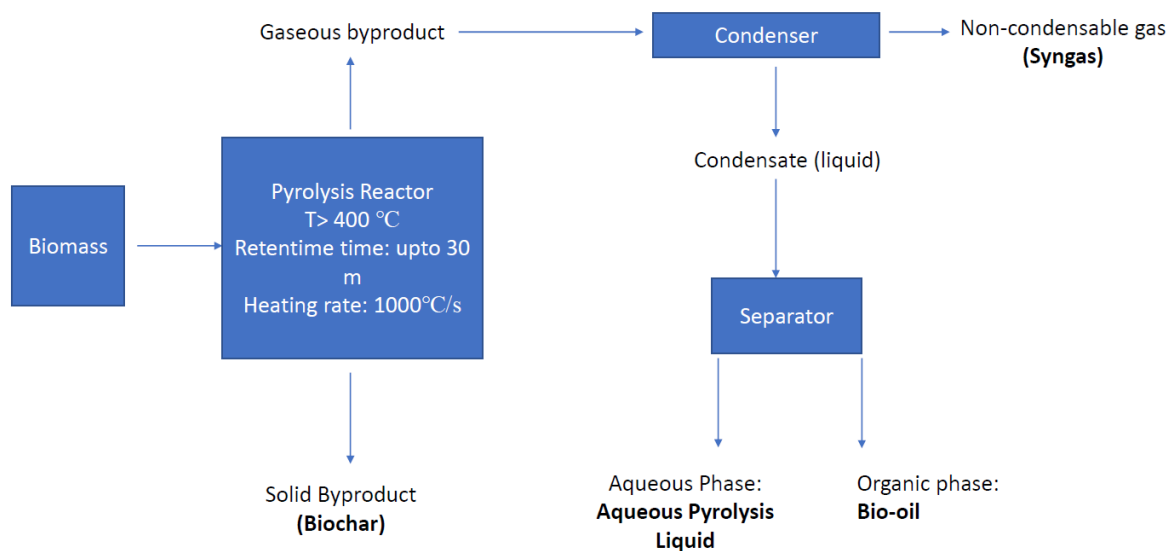 Gaseous byproduct
Condenser
Non-condensable gas
(Syngas)
Biomass
Pyrolysis Reactor
T> 400 ℃
Retentime time: upto 30
m
Heating rate: 1000℃/s
Condensate (liquid)
Separator
Solid Byproduct
(Biochar)
Aqueous Phase:
Aqueous Pyrolysis
Liquid
Organic phase:
Bio-oil